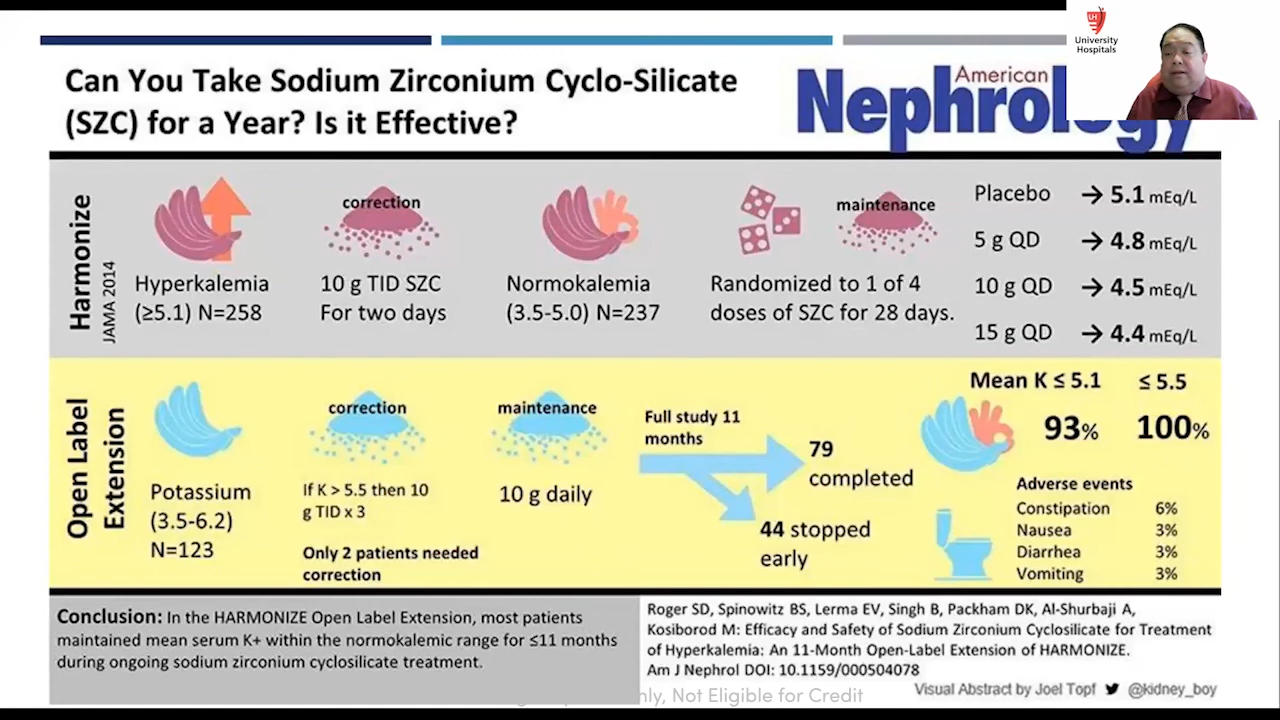 University
Hospitals
Can You Take Sodium Zirconium Cyclo-Silicate
(SZC) for a Year? Is it Effective?
American
Harmonize
JAMA 2014
Hyperkalemia
(≥5.1) N=258
correction
10 g TID SZC
For two days
Normokalemia
(3.5-5.0) N=237
maintenance
Randomized to 1 of 4
doses of SZC for 28 days.
Placebo → 5.1 mEq/L
5 g QD → 4.8 mEq/L
10 g QD → 4.5 mEq/L
15 g QD → 4.4 mEq/L
Open Label
Extension
Potassium
(3.5-6.2)
N=123
correction
If K > 5.5 then 10
g TID x 3
Only 2 patients needed
correction
maintenance
10 g daily
Full study 11
months
79
completed
44 stopped
early
Mean K ≤ 5.1 ≤ 5.5
93% 100%
Adverse events
Constipation 6%
Nausea 3%
Diarrhea 3%
Vomiting 3%
Conclusion: In the HARMONIZE Open Label Extension, most patients
maintained mean serum K+ within the normokalemic range for ≤11 months
during ongoing sodium zirconium cyclosilicate treatment.
Roger SD, Spinowitz BS, Lerma EV, Singh B, Packham DK, Al-Shurbaji A,
Kosiborod M: Efficacy and Safety of Sodium Zirconium Cyclosilicate for Treatment
of Hyperkalemia: An 11-Month Open-Label Extension of HARMONIZE.
Am J Nephrol DOI: 10.1159/000504078
Visual Abstract by Joel Topf @kidney_boy
Not Eligible for Credit